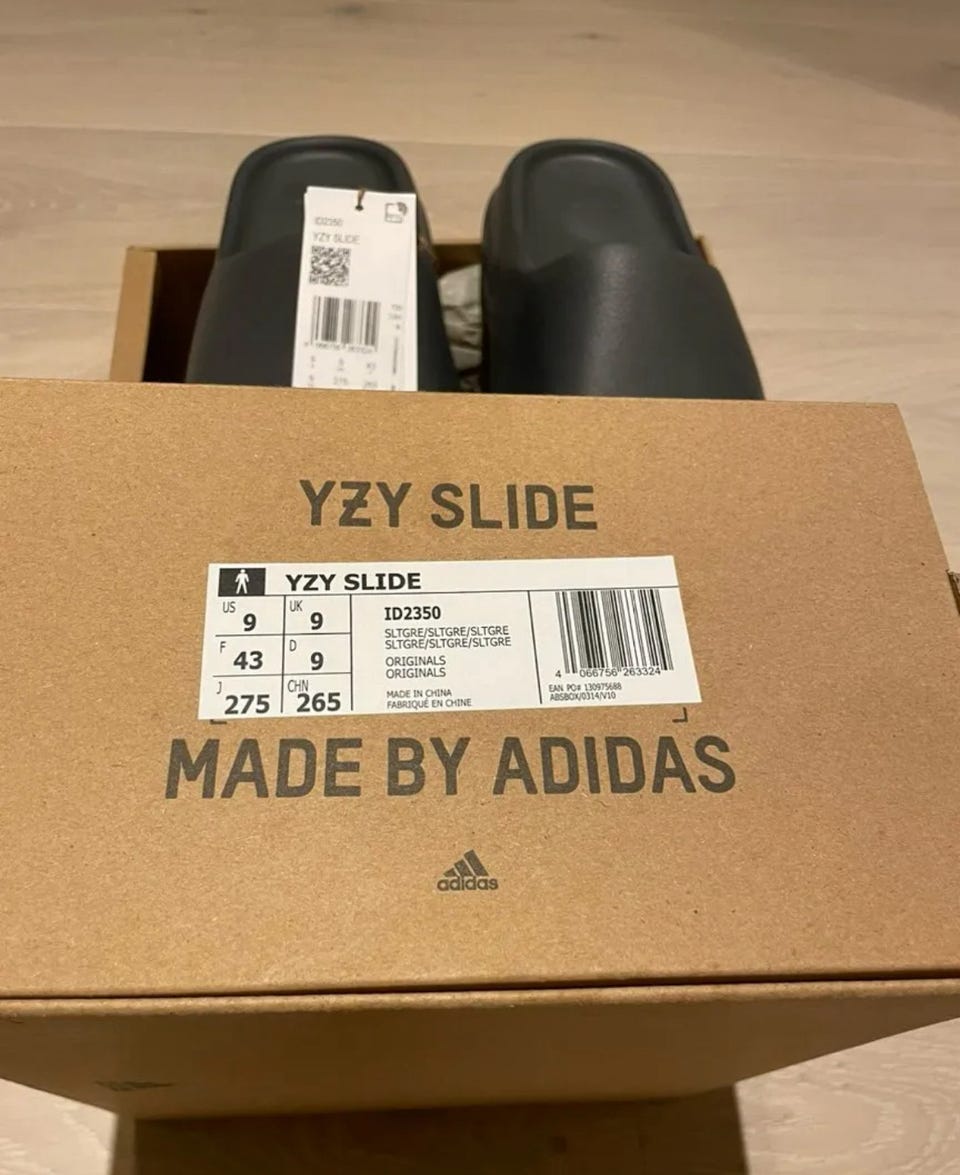 ID2350
YZY SLIDE
YZY SLIDE
YZY SLIDE
US
9
UK
9
F
43
D
9
J
275
CHN
265
ID2350
SLTGRE/SLTGRE/SLTGRE
SLTGRE/SLTGRE/SLTGRE
ORIGINALS
ORIGINALS
MADE IN CHINA
FABRIQUÉ EN CHINE
4 066756 263324
EAN PO# 130975688
ABSBOX/0314/V10
MADE BY ADIDAS
adidas